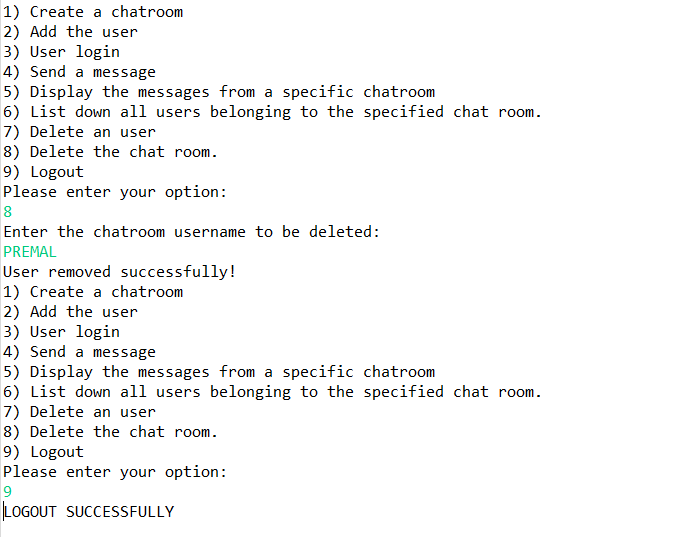 1) Create a chatroom
2) Add the user
3) User login
4) Send a message
5) Display the messages from a specific chatroom
6) List down all users belonging to the specified chat room.
7) Delete an user
8) Delete the chat room.
9) Logout
Please enter your option:
8
Enter the chatroom username to be deleted:
PREMAL
User removed successfully!
1) Create a chatroom
2) Add the user
3) User login
4) Send a message
5) Display the messages from a specific chatroom
6) List down all users belonging to the specified chat room.
7) Delete an user
8) Delete the chat room.
9) Logout
Please enter your option:
9
LOGOUT SUCCESSFULLY